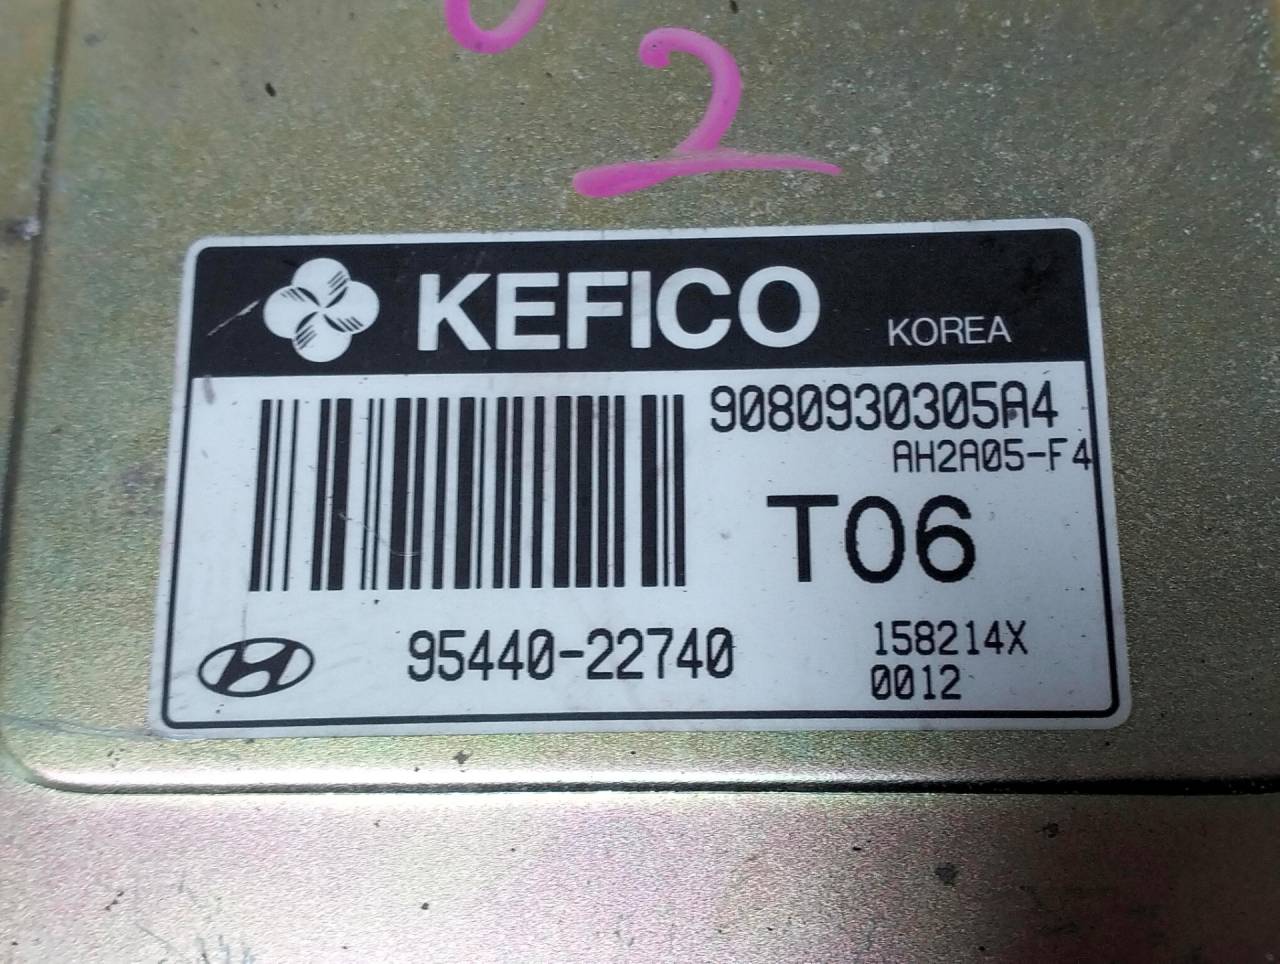 2
KEFICO
KOREA
9080930305A4
AH2A05-F4
T06
95440-22740
158214X
0012